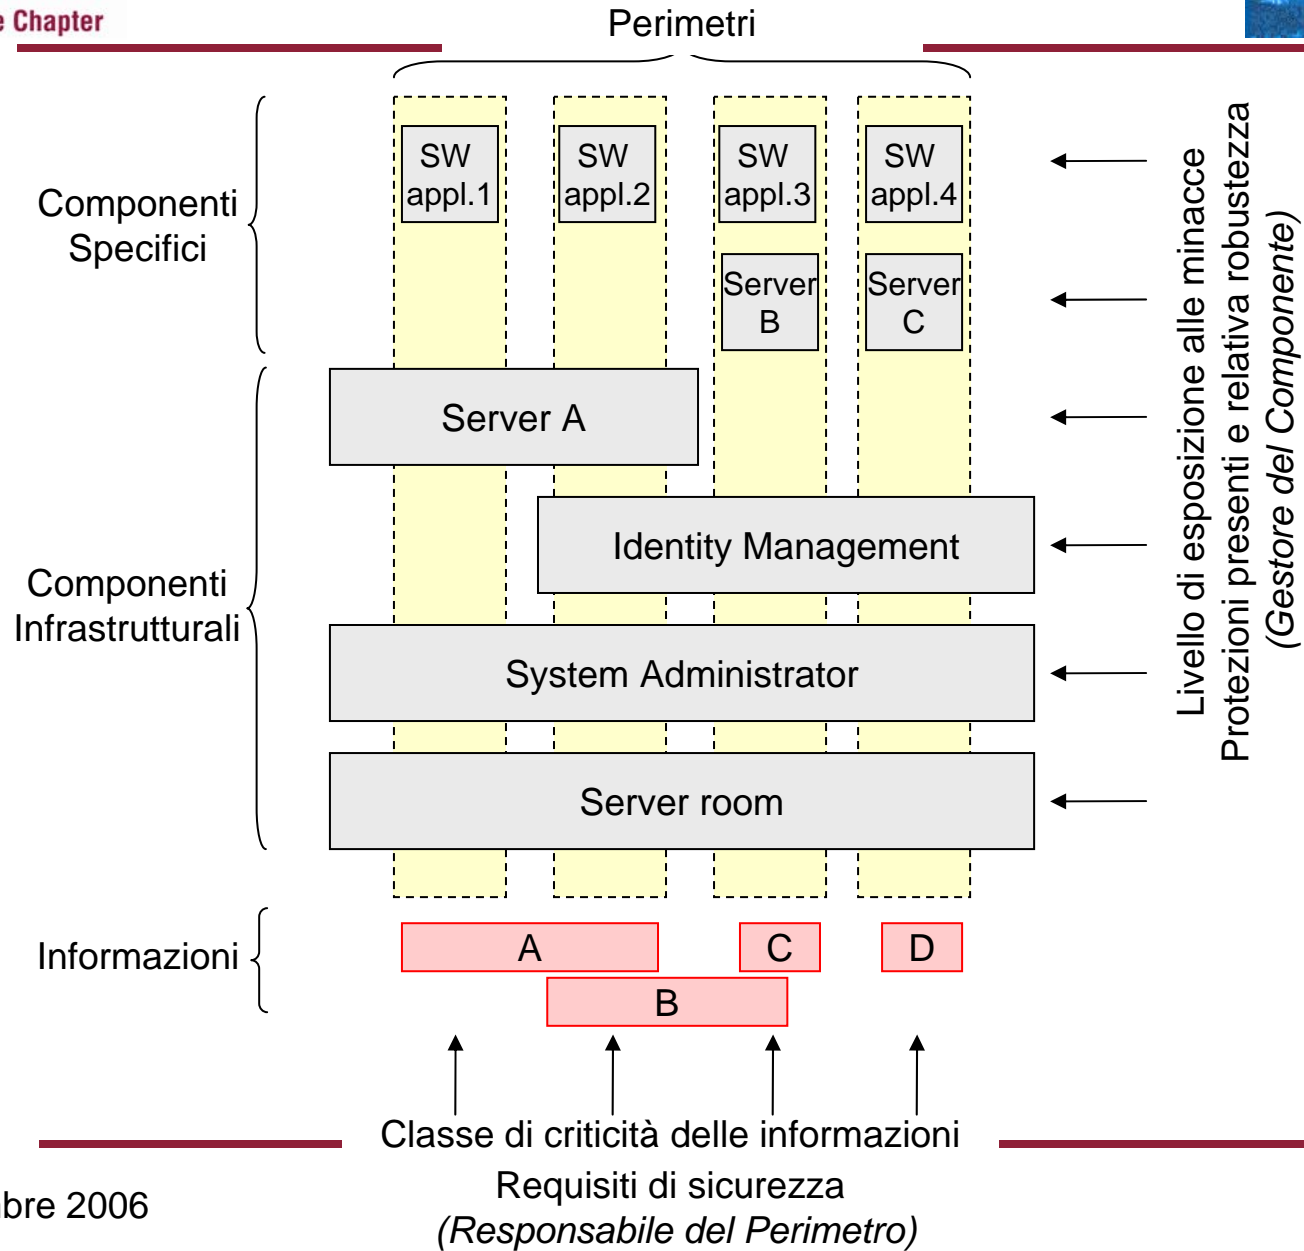 Chapter
Perimetri
Componenti
Specifici
SW
appl.1
SW
appl.2
SW
appl.3
SW
appl.4
Server
B
Server
C
Server A
Identity Management
Componenti
Infrastrutturali
System Administrator
Server room
Livello di esposizione alle minacce
Protezioni presenti e relativa robustezza
(Gestore del Componente)
Informazioni
A
C
D
B
Classe di criticità delle informazioni
Requisiti di sicurezza
(Responsabile del Perimetro)
2006